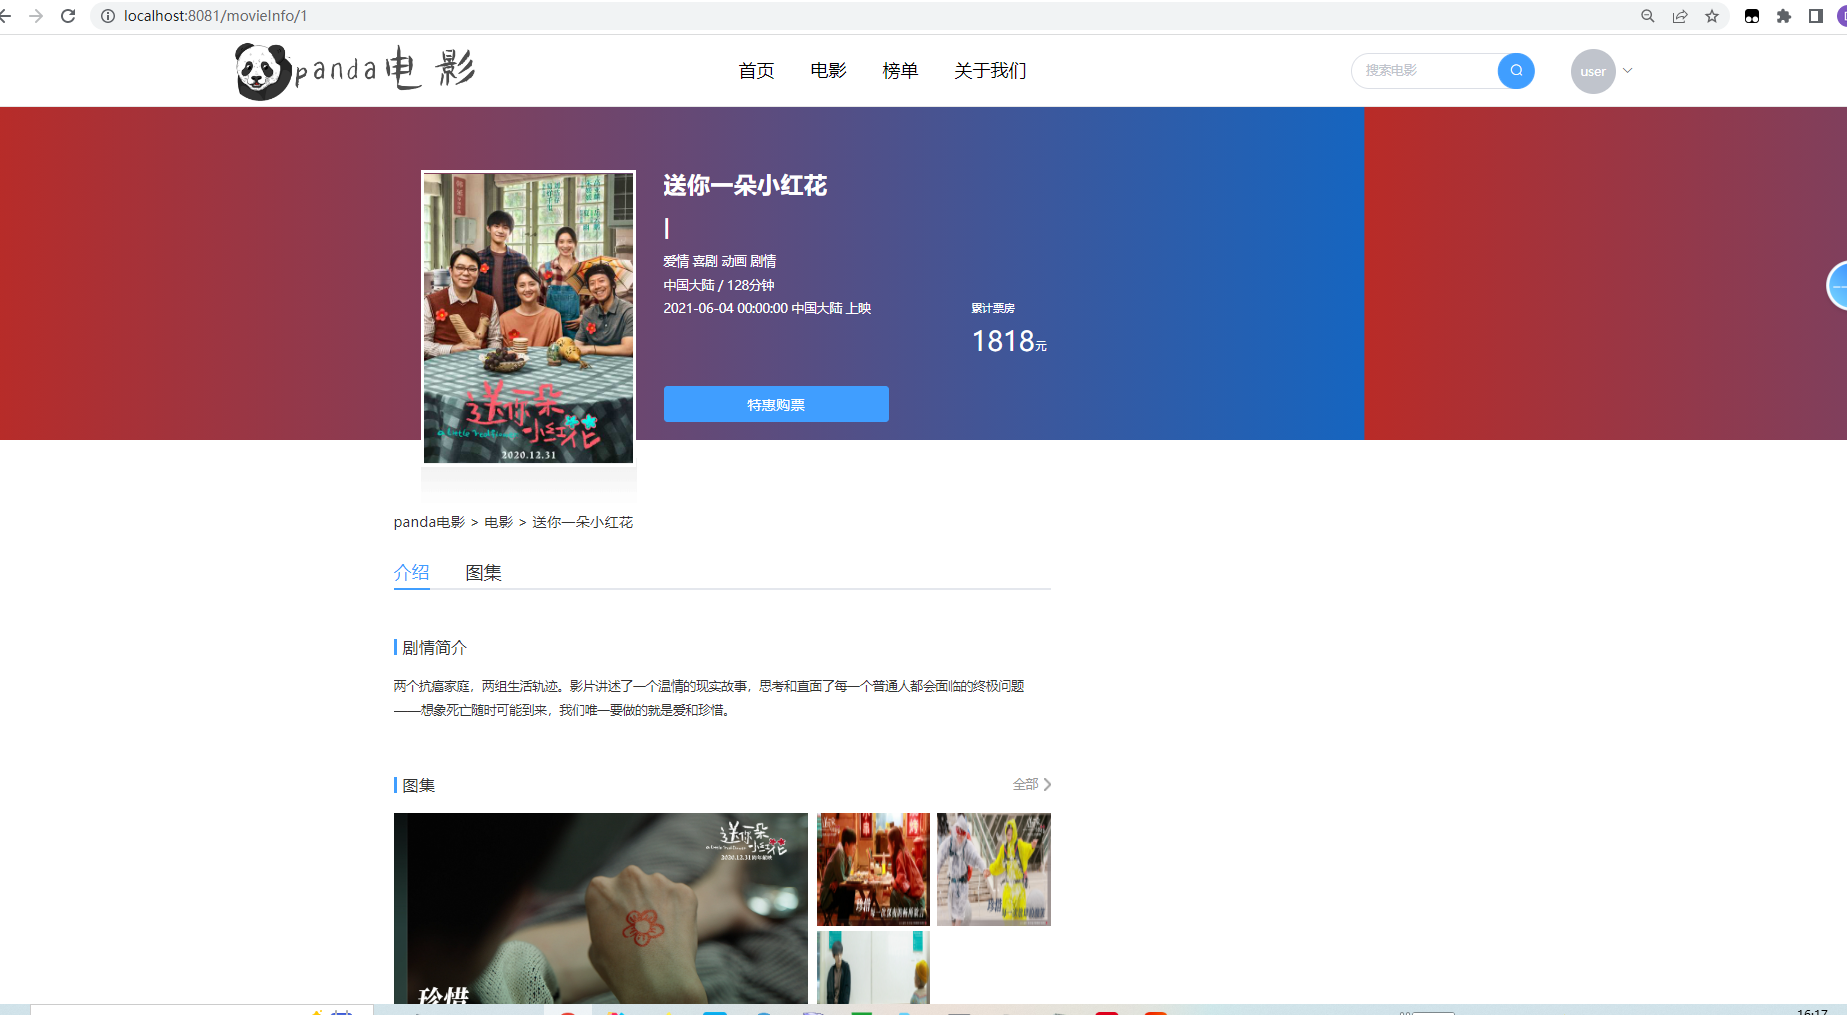 localhost:8081/movieInfo/1
panda电影
首页
电影
榜单
关于我们
搜索电影
user
送你一朵小红花
爱情 喜剧 动画 剧情
中国大陆 / 128分钟
2021-06-04 00:00:00 中国大陆 上映
累计票房
1818元
特惠购票
送你一朵
小红花
a Little Red Flower
2020.12.31
panda电影 > 电影 > 送你一朵小红花
介绍
图集
剧情简介
两个抗癌家庭，两组生活轨迹。影片讲述了一个温情的现实故事，思考和直面了每一个普通人都会面临的终极问题
——想象死亡随时可能到来，我们唯一要做的就是爱和珍惜。
图集
全部
送你一朵
小红花
珍惜
珍惜
珍惜
16:17